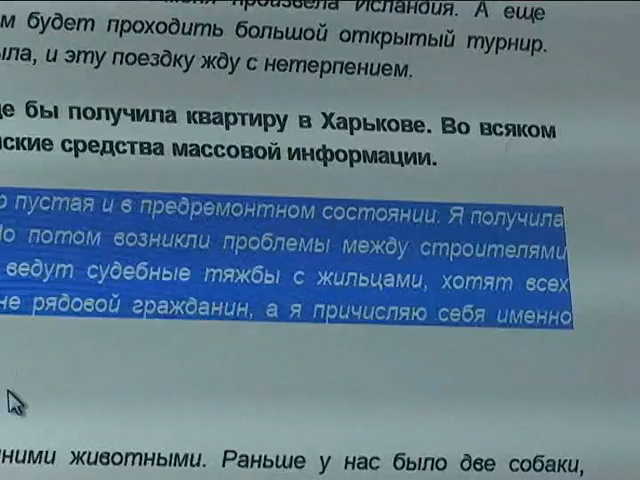 произвела Исландия. А еще
м будет проходить большой открытый турнир.
ла, и эту поездку жду с нетерпением.
е бы получила квартиру в Харькове. Во всяком
ские средства массовой информации.
о пустая и в предремонтном состоянии. Я получила
о потом возникли проблемы между строителями
ведут судебные тяжбы с жильцами, хотят всех
не рядовой гражданин, а я причисляю себя именно
ними животными. Раньше у нас было две собаки,